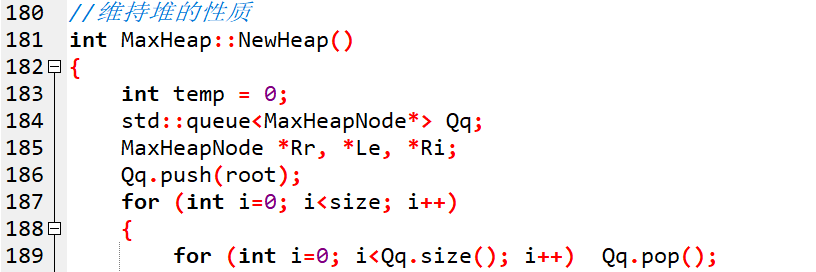 180 //维持堆的性质
181 int MaxHeap::NewHeap()
182 {
183 int temp = 0;
184 std::queue<MaxHeapNode*> Qq;
185 MaxHeapNode *Rr, *Le, *Ri;
186 Qq.push(root);
187 for (int i=0; i<size; i++)
188 {
189 for (int i=0; i<Qq.size(); i++)  Qq.pop();